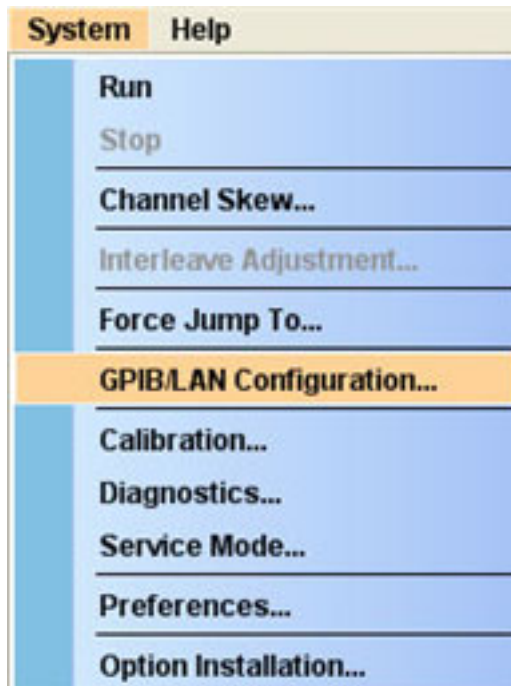 System Help
Run
Stop
Channel Skew...
Interleave Adjustment...
Force Jump To...
GPIB/LAN Configuration...
Calibration...
Diagnostics...
Service Mode...
Preferences...
Option Installation...